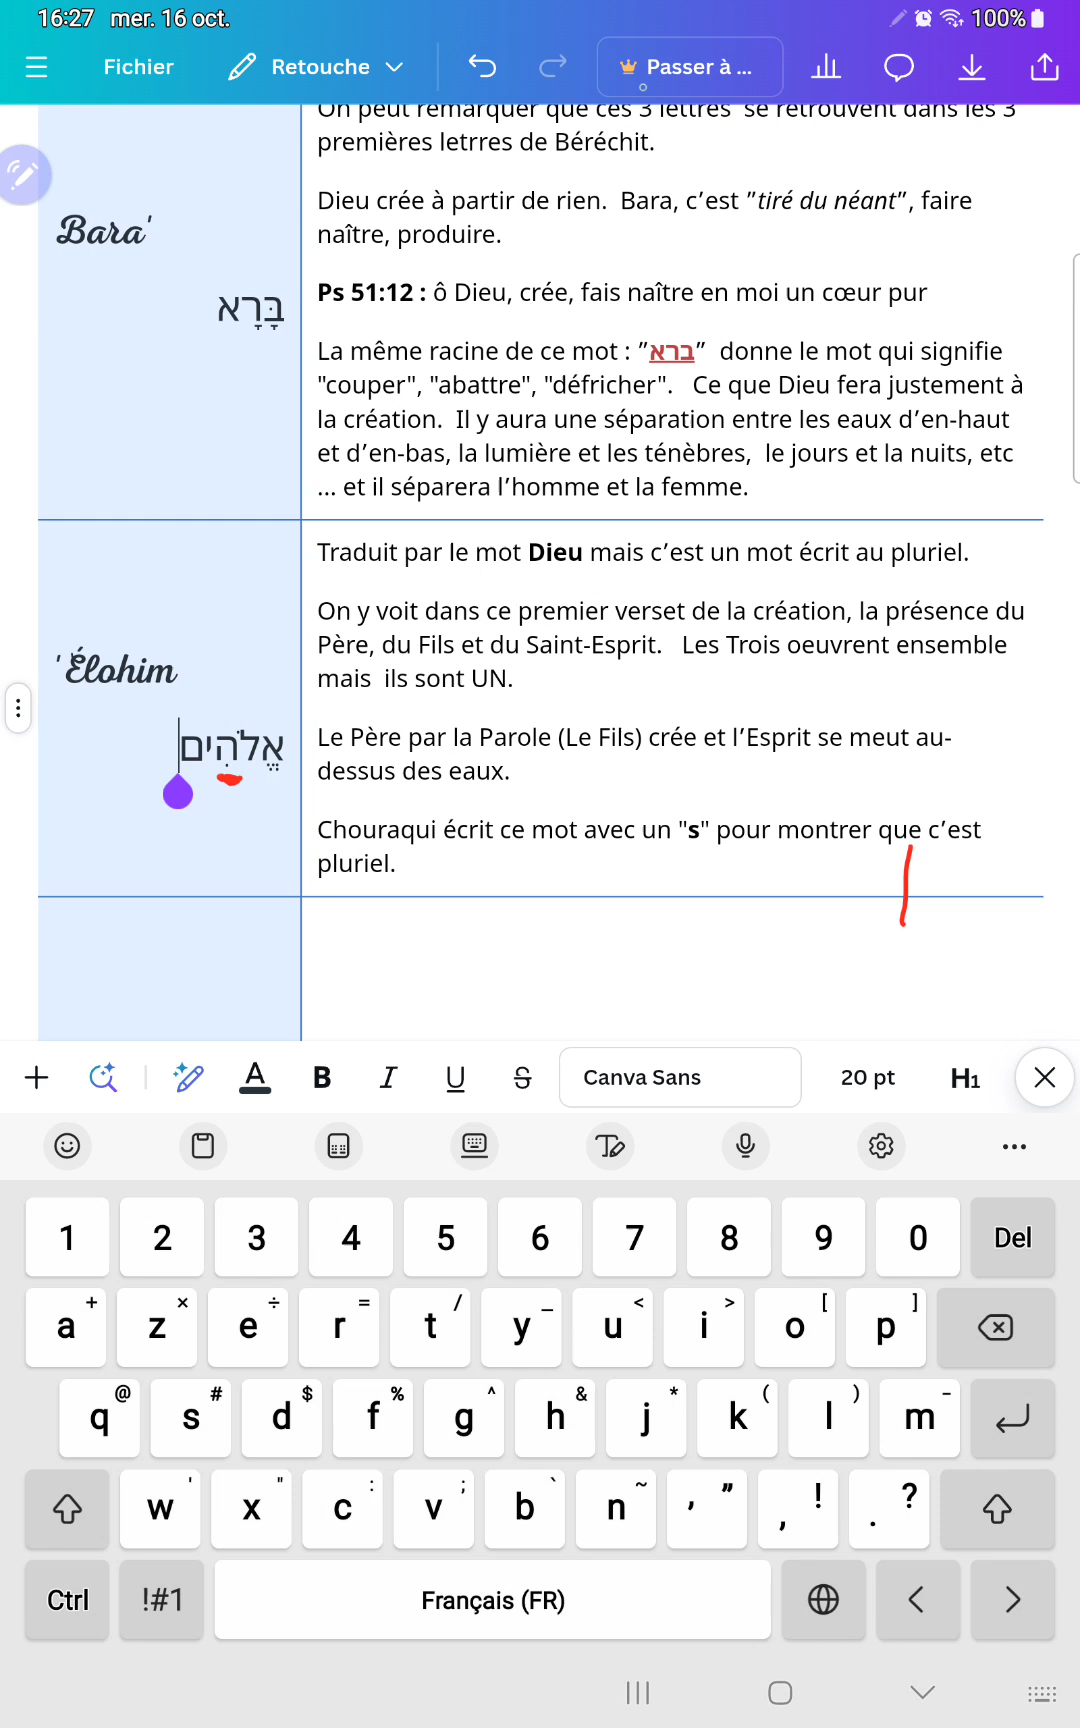 16:27 mer. 16 oct. 100%
Fichier Retouche Passer à ...
On peut remarquer que ces 3 lettres se retrouvent dans les 3
premières letrres de Béréchit.
Dieu crée à partir de rien. Bara, c’est ”tiré du néant”, faire
naître, produire.
Bara'
בָּרָא
Ps 51:12 : ô Dieu, crée, fais naître en moi un cœur pur
La même racine de ce mot : ”ברא” donne le mot qui signifie
"couper", "abattre", "défricher". Ce que Dieu fera justement à
la création. Il y aura une séparation entre les eaux d’en-haut
et d’en-bas, la lumière et les ténèbres, le jours et la nuits, etc
... et il séparera l’homme et la femme.
Traduit par le mot Dieu mais c’est un mot écrit au pluriel.
On y voit dans ce premier verset de la création, la présence du
Père, du Fils et du Saint-Esprit. Les Trois oeuvrent ensemble
mais ils sont UN.
'Élohim
אֱלֹהִים
Le Père par la Parole (Le Fils) crée et l’Esprit se meut au-
dessus des eaux.
Chouraqui écrit ce mot avec un "s" pour montrer que c’est
pluriel.
A B I U S Canva Sans 20 pt H1
1 2 3 4 5 6 7 8 9 0 Del
a + z × e ÷ r = t / y _ u < i > o [ p ]
q @ s # d $ f % g ^ h & j * k ( l ) m -
w ' x " c : v ; b ` n ~ ' " , ! . ?
Ctrl !#1 Français (FR) < >